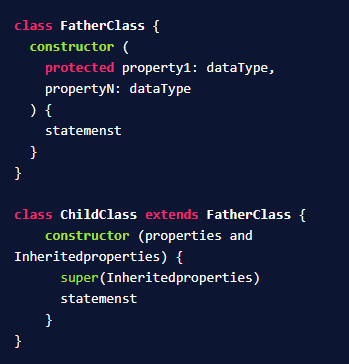 class FatherClass {
constructor (
protected property1: dataType,
propertyN: dataType
) {
statemenst
}
}
class ChildClass extends FatherClass {
constructor (properties and
Inheritedproperties) {
super(Inheritedproperties)
statemenst
}
}